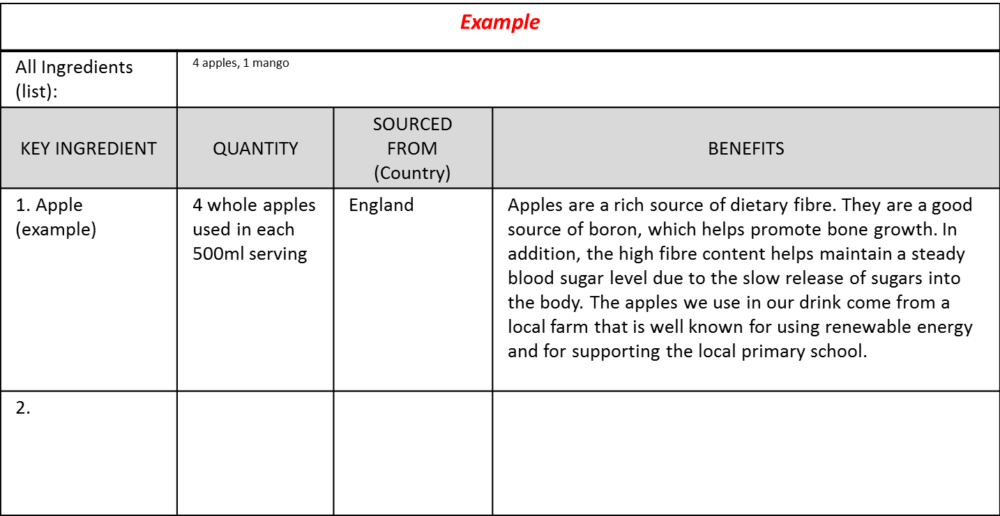 Example
All Ingredients
(list):
4 apples, 1 mango
KEY INGREDIENT
QUANTITY
SOURCED
FROM
(Country)
BENEFITS
1. Apple
(example)
4 whole apples
used in each
500ml serving
England
Apples are a rich source of dietary fibre. They are a good
source of boron, which helps promote bone growth. In
addition, the high fibre content helps maintain a steady
blood sugar level due to the slow release of sugars into
the body. The apples we use in our drink come from a
local farm that is well known for using renewable energy
and for supporting the local primary school.
2.